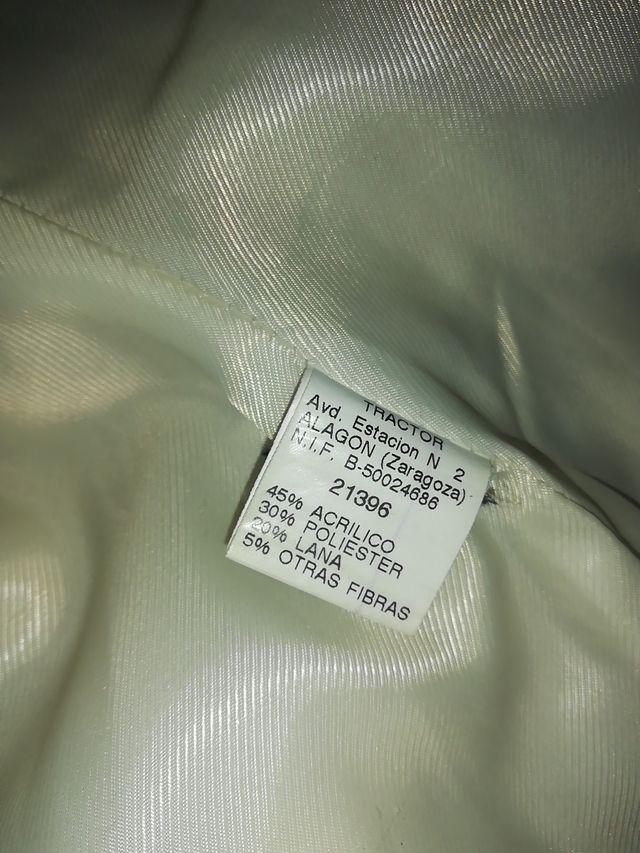 TRACTOR
Avd. Estacion N 2
ALAGON (Zaragoza)
N.I.F. B-50024686
21396
45% ACRILICO
30% POLIESTER
20% LANA
5% OTRAS FIBRAS